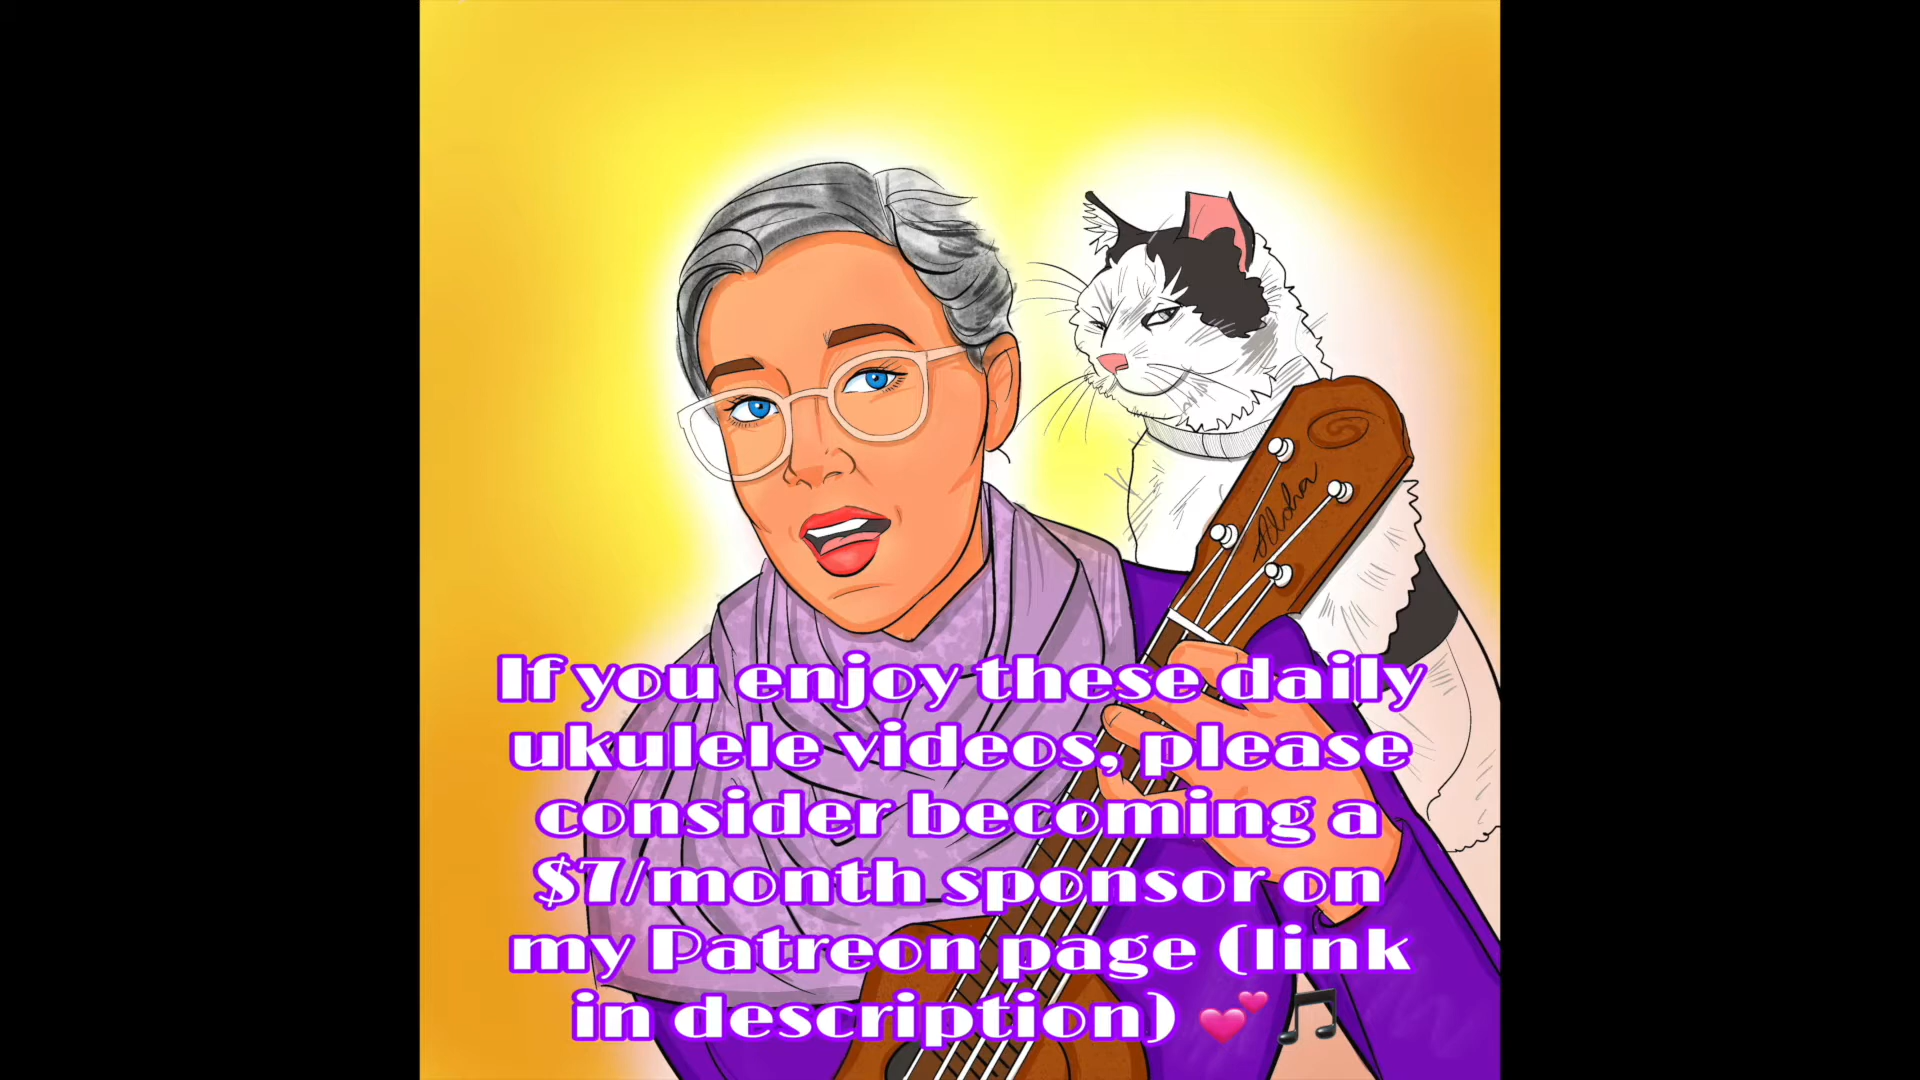 Aloha
If you enjoy these daily
ukulele videos, please
consider becoming a
$7/month sponsor on
my Patreon page (link
in description) 💕🎵